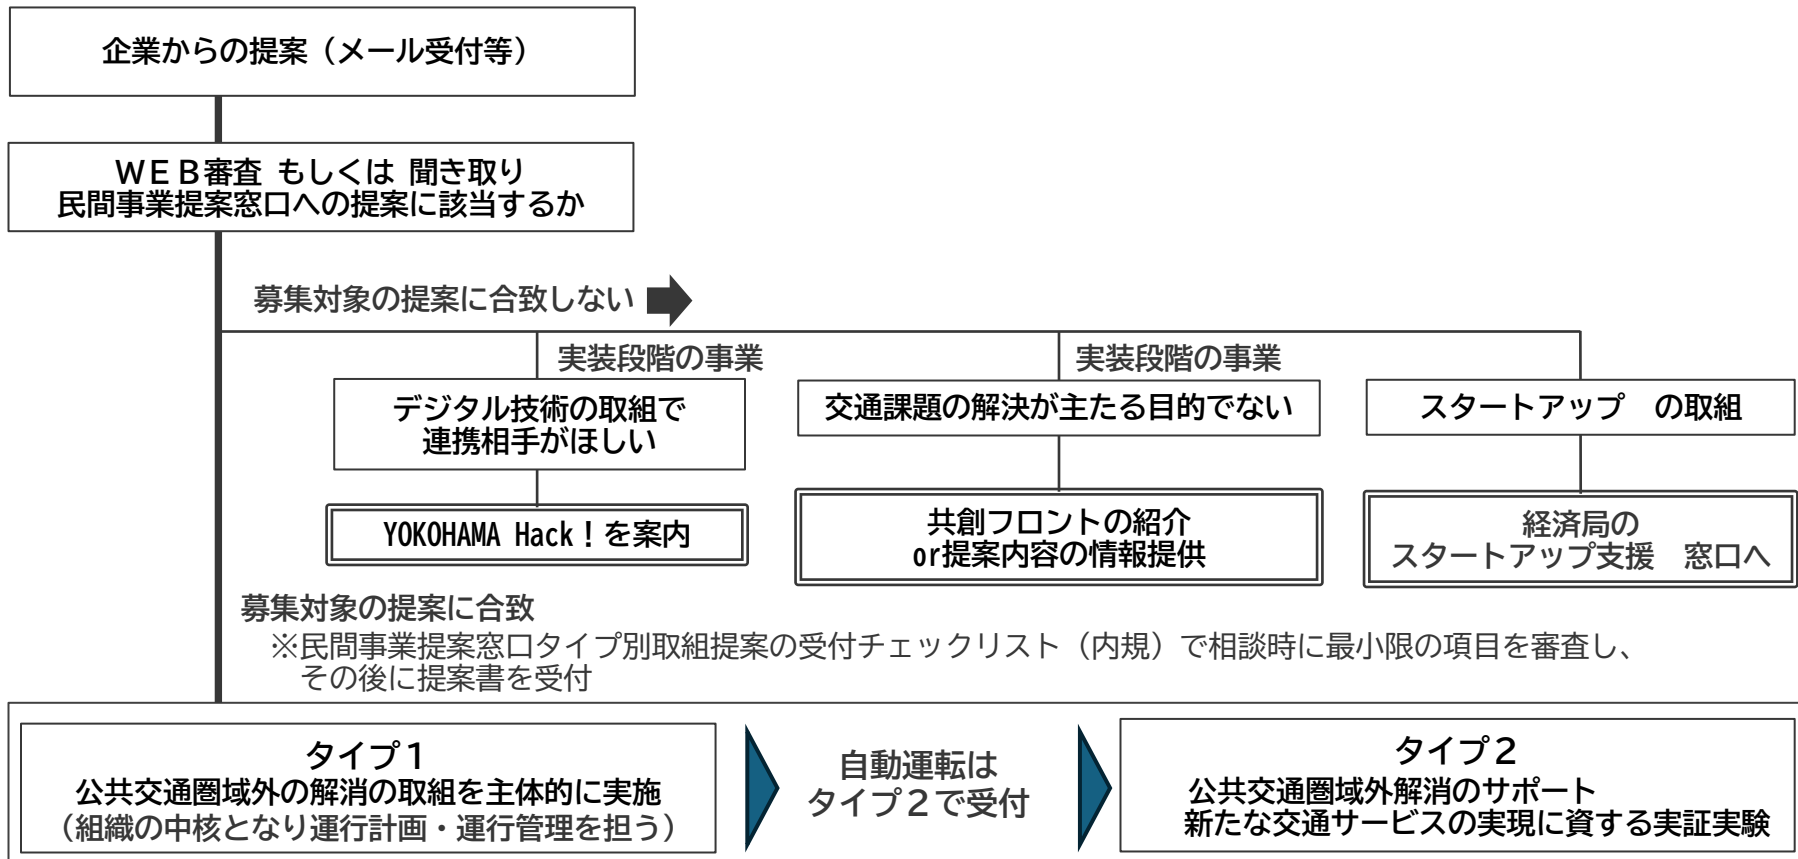 企業からの提案（メール受付等）
ＷＥＢ審査 もしくは 聞き取り
民間事業提案窓口への提案に該当するか
募集対象の提案に合致しない
実装段階の事業
実装段階の事業
デジタル技術の取組で
連携相手がほしい
交通課題の解決が主たる目的でない
スタートアップ　の取組
YOKOHAMA Hack！を案内
共創フロントの紹介
or提案内容の情報提供
経済局の
スタートアップ支援　窓口へ
募集対象の提案に合致
※民間事業提案窓口タイプ別取組提案の受付チェックリスト（内規）で相談時に最小限の項目を審査し、
その後に提案書を受付
タイプ１
公共交通圏域外の解消の取組を主体的に実施
（組織の中核となり運行計画・運行管理を担う）
自動運転は
タイプ２で受付
タイプ２
公共交通圏域外解消のサポート
新たな交通サービスの実現に資する実証実験